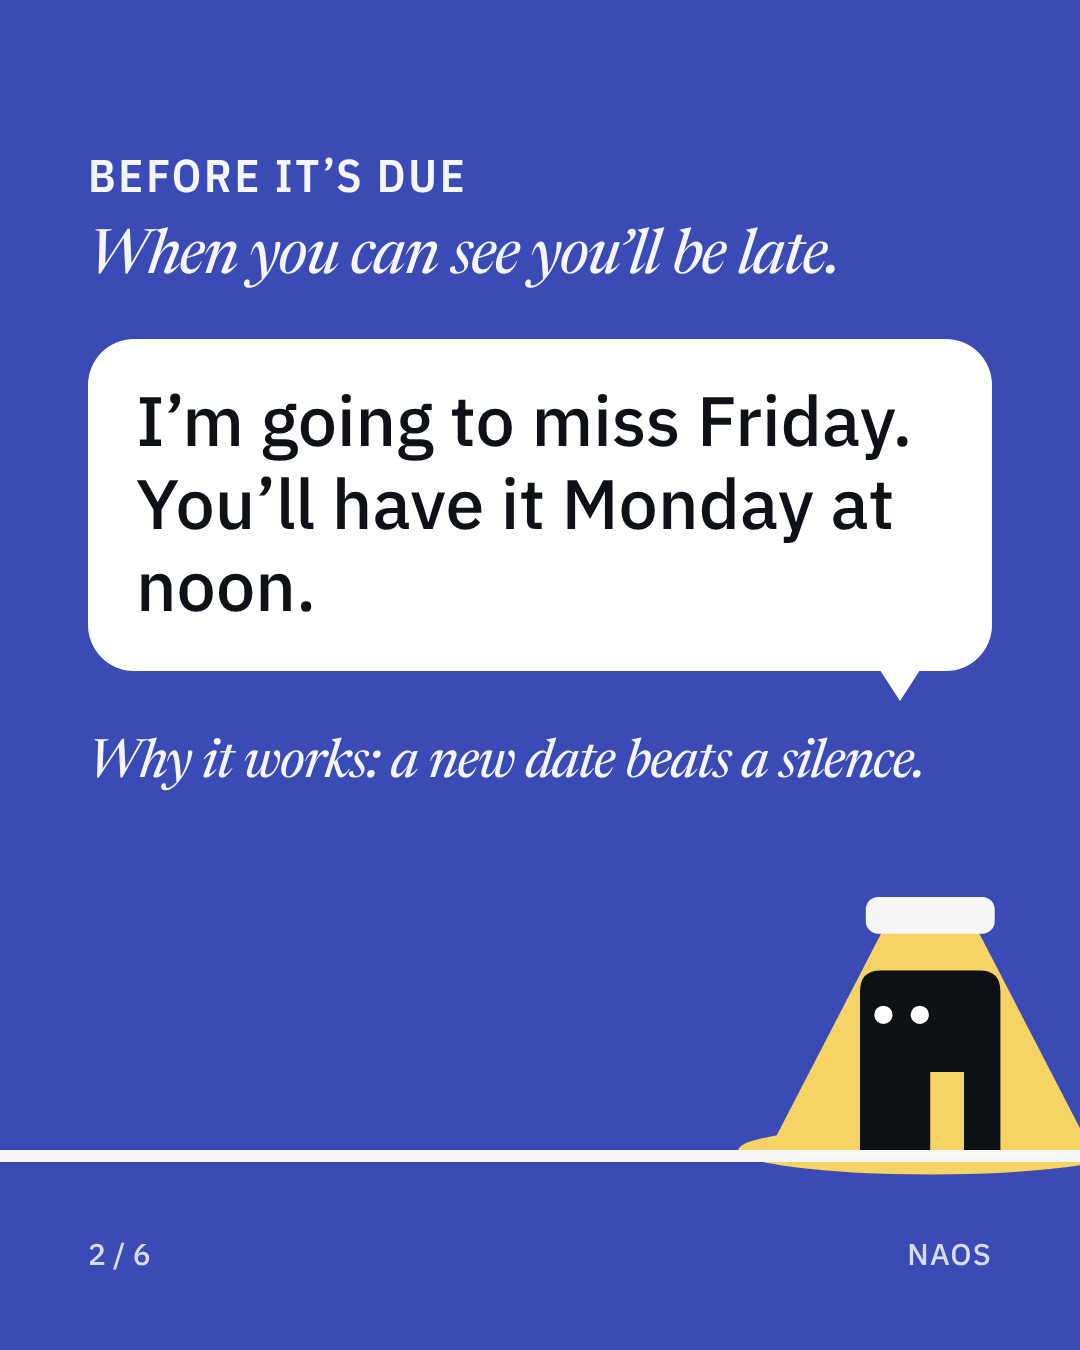 BEFORE IT’S DUE
When you can see you’ll be late.
I’m going to miss Friday.
You’ll have it Monday at
noon.
Why it works: a new date beats a silence.
2 / 6
NAOS